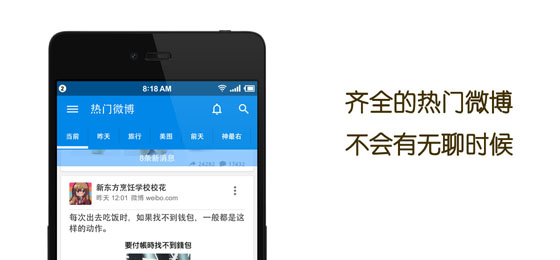 2
8:18 AM
热门微博
当前 昨天 旅行 美图 前天 神最右
8条新消息
24282 17632
新东方烹饪学校校花
昨天 12:01 微博 weibo.com
每次出去吃饭时，如果找不到钱包，一般都是这
样的动作。
要付帳時找不到錢包
齐全的热门微博
不会有无聊时候